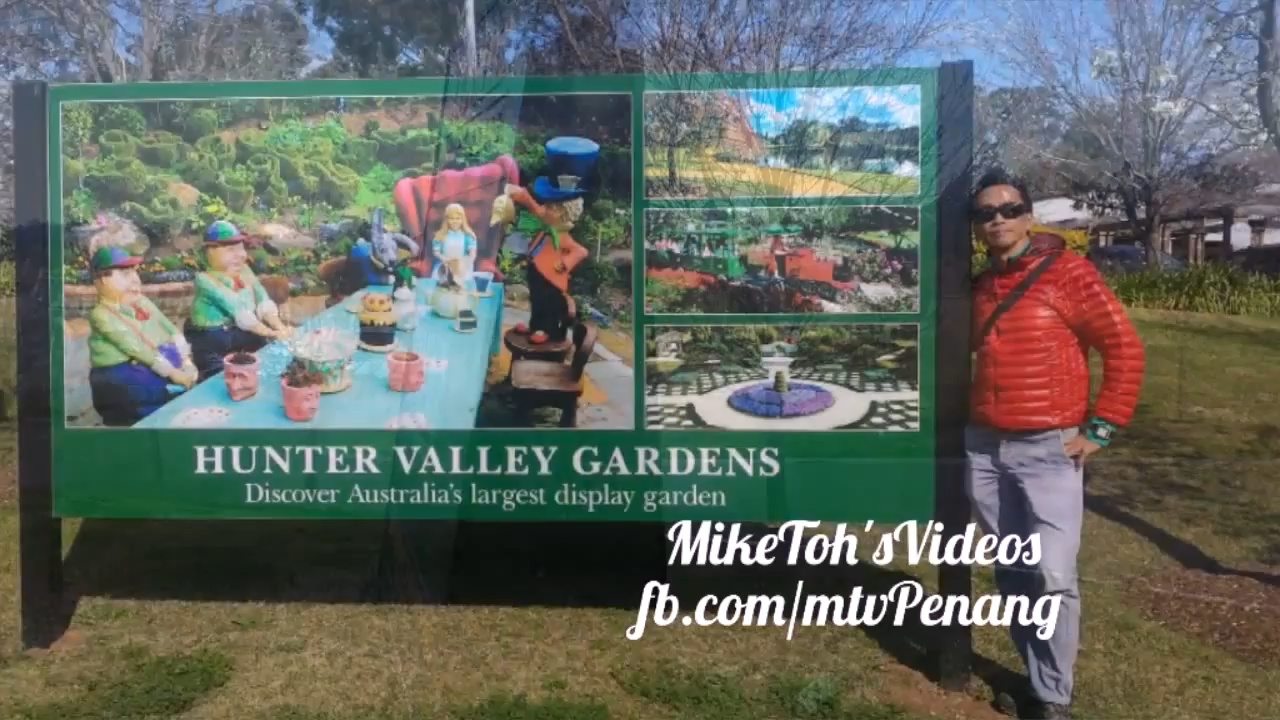 HUNTER VALLEY GARDENS
Discover Australia's largest display garden
MikeToh'sVideos
fb.com/mtvPenang